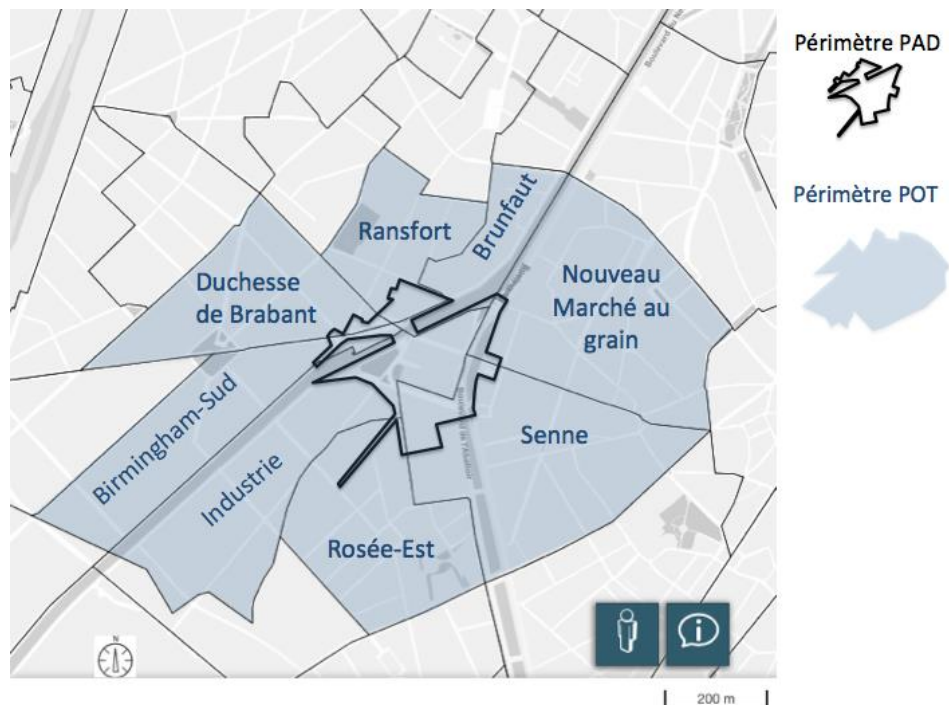 Périmètre PAD
Périmètre POT
Ransfort
Brunfaut
Duchesse
de Brabant
Nouveau
Marché au
grain
Birmingham-Sud
Industrie
Senne
Rosée-Est
N
200 m